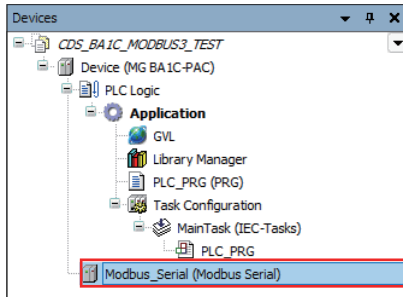 Devices
CDS_BA1C_MODBUS3_TEST
Device (MG BA1C-PAC)
PLC Logic
Application
GVL
Library Manager
PLC_PRG (PRG)
Task Configuration
MainTask (IEC-Tasks)
PLC_PRG
Modbus_Serial (Modbus Serial)